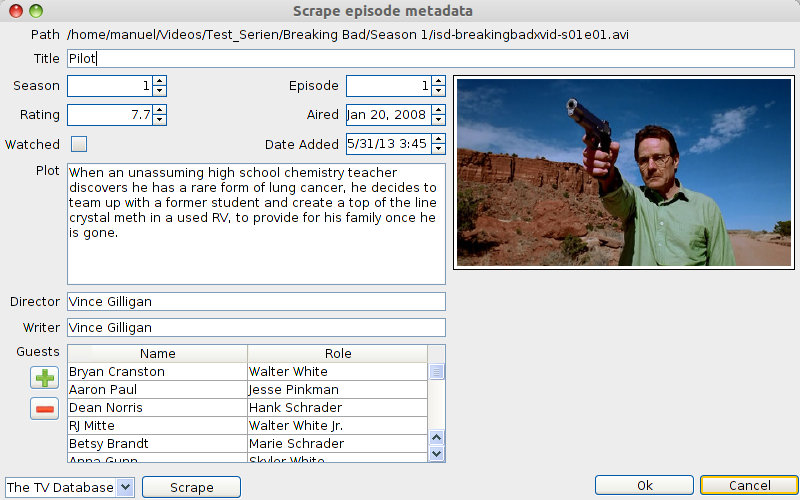 Scrape episode metadata
Path /home/manuel/Videos/Test_Serien/Breaking Bad/Season 1/isd-breakingbadxvid-s01e01.avi
Title Pilot
Season 1 Episode 1
Rating 7.7 Aired Jan 20, 2008
Watched Date Added 5/31/13 3:45
Plot When an unassuming high school chemistry teacher
discovers he has a rare form of lung cancer, he decides to
team up with a former student and create a top of the line
crystal meth in a used RV, to provide for his family once he
is gone.
Director Vince Gilligan
Writer Vince Gilligan
Guests Name Role
Bryan Cranston Walter White
Aaron Paul Jesse Pinkman
Dean Norris Hank Schrader
RJ Mitte Walter White Jr.
Betsy Brandt Marie Schrader
Anna Gunn Skyler White
The TV Database Scrape Ok Cancel